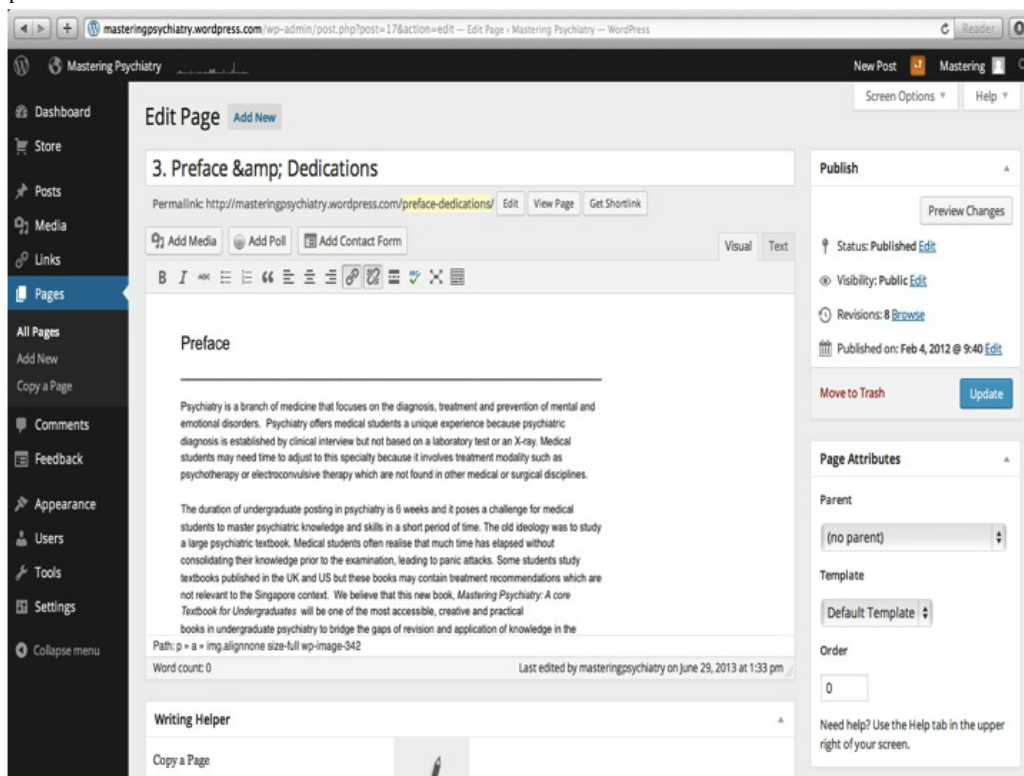 masteringpsychiatry.wordpress.com/wp-admin/post.php?post=17&action=edit — Edit Page ‹ Mastering Psychiatry — WordPress
Reader
Mastering Psychiatry
New Post
Mastering
Screen Options
Help
Dashboard
Store
Posts
Media
Links
Pages
All Pages
Add New
Copy a Page
Comments
Feedback
Appearance
Users
Tools
Settings
Collapse menu
Edit Page Add New
3. Preface &amp; Dedications
Permalink: http://masteringpsychiatry.wordpress.com/preface-dedications/ Edit View Page Get Shortlink
Add Media Add Poll Add Contact Form
Visual Text
B I ABC
Preface
Psychiatry is a branch of medicine that focuses on the diagnosis, treatment and prevention of mental and
emotional disorders. Psychiatry offers medical students a unique experience because psychiatric
diagnosis is established by clinical interview but not based on a laboratory test or an X-ray. Medical
students may need time to adjust to this specialty because it involves treatment modality such as
psychotherapy or electroconvulsive therapy which are not found in other medical or surgical disciplines.
The duration of undergraduate posting in psychiatry is 6 weeks and it poses a challenge for medical
students to master psychiatric knowledge and skills in a short period of time. The old ideology was to study
a large psychiatric textbook. Medical students often realise that much time has elapsed without
consolidating their knowledge prior to the examination, leading to panic attacks. Some students study
textbooks published in the UK and US but these books may contain treatment recommendations which are
not relevant to the Singapore context. We believe that this new book, Mastering Psychiatry: A core
Textbook for Undergraduates will be one of the most accessible, creative and practical
books in undergraduate psychiatry to bridge the gaps of revision and application of knowledge in the
Path: p » a » img.alignnone size-full wp-image-342
Word count: 0
Last edited by masteringpsychiatry on June 29, 2013 at 1:33 pm
Writing Helper
Copy a Page
Publish
Preview Changes
Status: Published Edit
Visibility: Public Edit
Revisions: 8 Browse
Published on: Feb 4, 2012 @ 9:40 Edit
Move to Trash
Update
Page Attributes
Parent
(no parent)
Template
Default Template
Order
0
Need help? Use the Help tab in the upper
right of your screen.